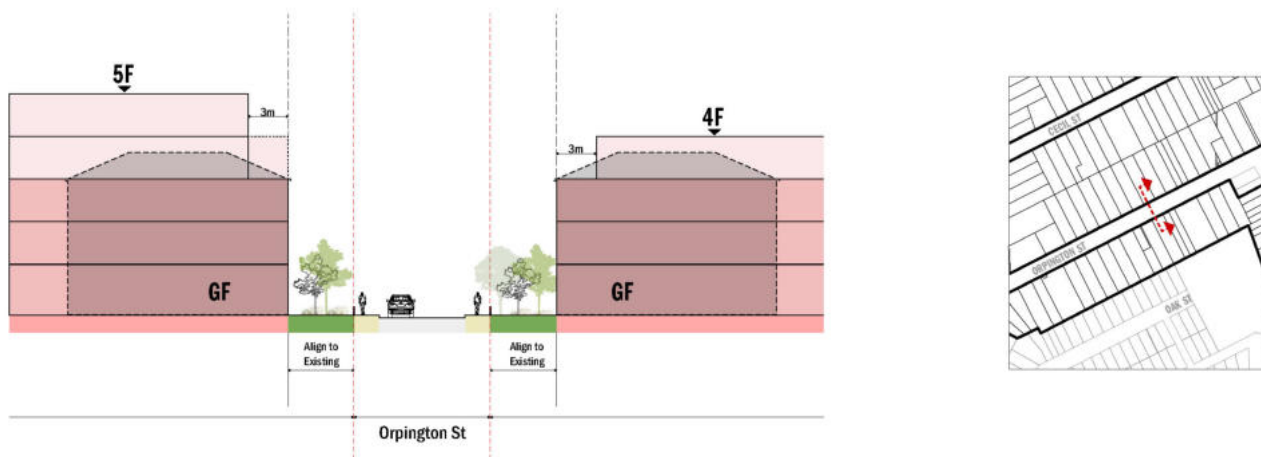 5F
3m
4F
3m
GF
GF
Align to
Existing
Align to
Existing
Orpington St
CECIL ST
ORPINGTON ST
OAK ST